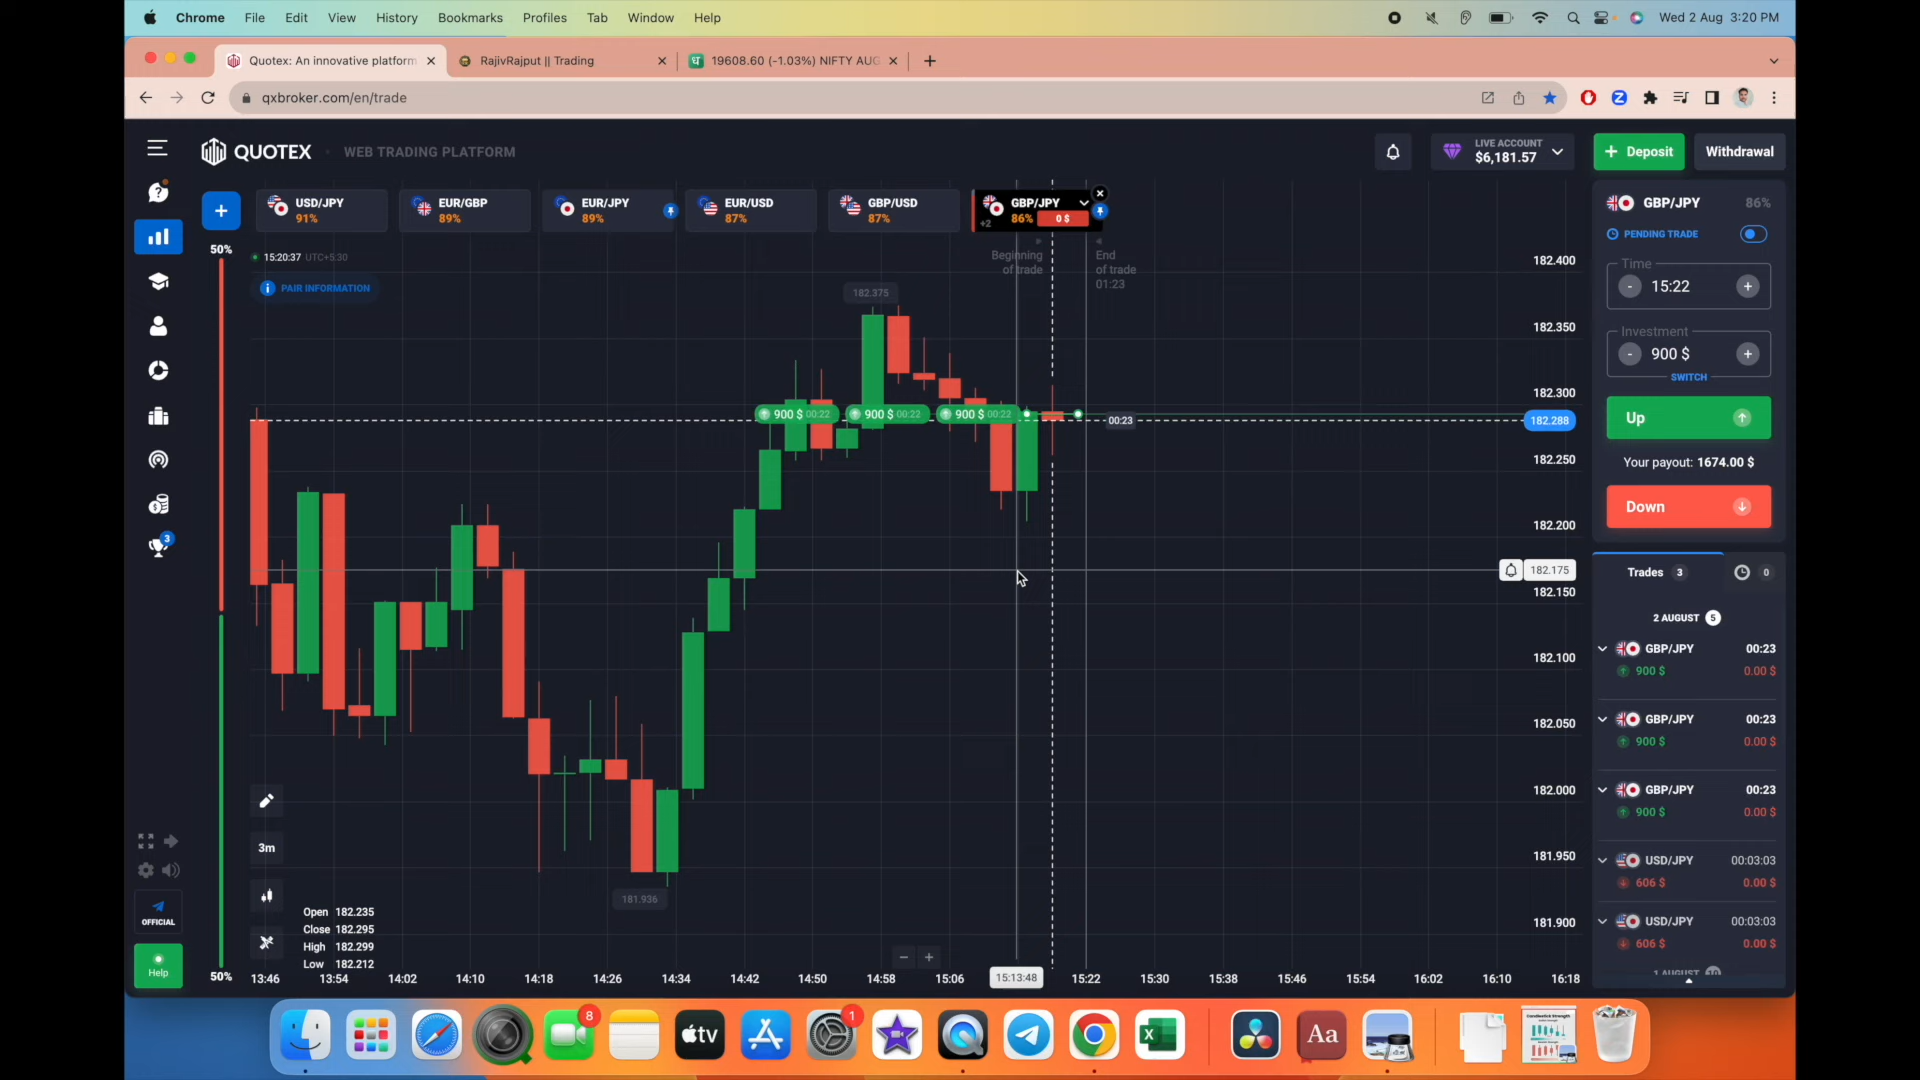 Chrome File Edit View History Bookmarks Profiles Tab Window Help
Wed 2 Aug 3:20 PM
Quotex: An innovative platform
RajivRajput || Trading
19608.60 (-1.03%) NIFTY AUG
qxbroker.com/en/trade
QUOTEX
WEB TRADING PLATFORM
LIVE ACCOUNT
$6,181.57
+ Deposit
Withdrawal
USD/JPY
91%
EUR/GBP
89%
EUR/JPY
89%
EUR/USD
87%
GBP/USD
87%
GBP/JPY
+2 86% 0 $
50%
15:20:37 UTC+5:30
PAIR INFORMATION
Beginning
of trade
End
of trade
01:23
182.375
900 $ 00:22
900 $ 00:22
900 $ 00:22
00:23
181.936
182.400
182.350
182.300
182.288
182.250
182.200
182.175
182.150
182.100
182.050
182.000
181.950
181.900
3m
Open 182.235
Close 182.295
High 182.299
Low 182.212
50%
13:46 13:54 14:02 14:10 14:18 14:26 14:34 14:42 14:50 14:58 15:06 15:13:48 15:22 15:30 15:38 15:46 15:54 16:02 16:10 16:18
3
OFFICIAL
Help
GBP/JPY 86%
PENDING TRADE
Time
- 15:22 +
Investment
- 900 $ +
SWITCH
Up
Your payout: 1674.00 $
Down
Trades 3
0
2 AUGUST 5
GBP/JPY 00:23
900 $ 0.00 $
GBP/JPY 00:23
900 $ 0.00 $
GBP/JPY 00:23
900 $ 0.00 $
USD/JPY 00:03:03
606 $ 0.00 $
USD/JPY 00:03:03
606 $ 0.00 $
1 AUGUST
8
tv
1
Aa
X